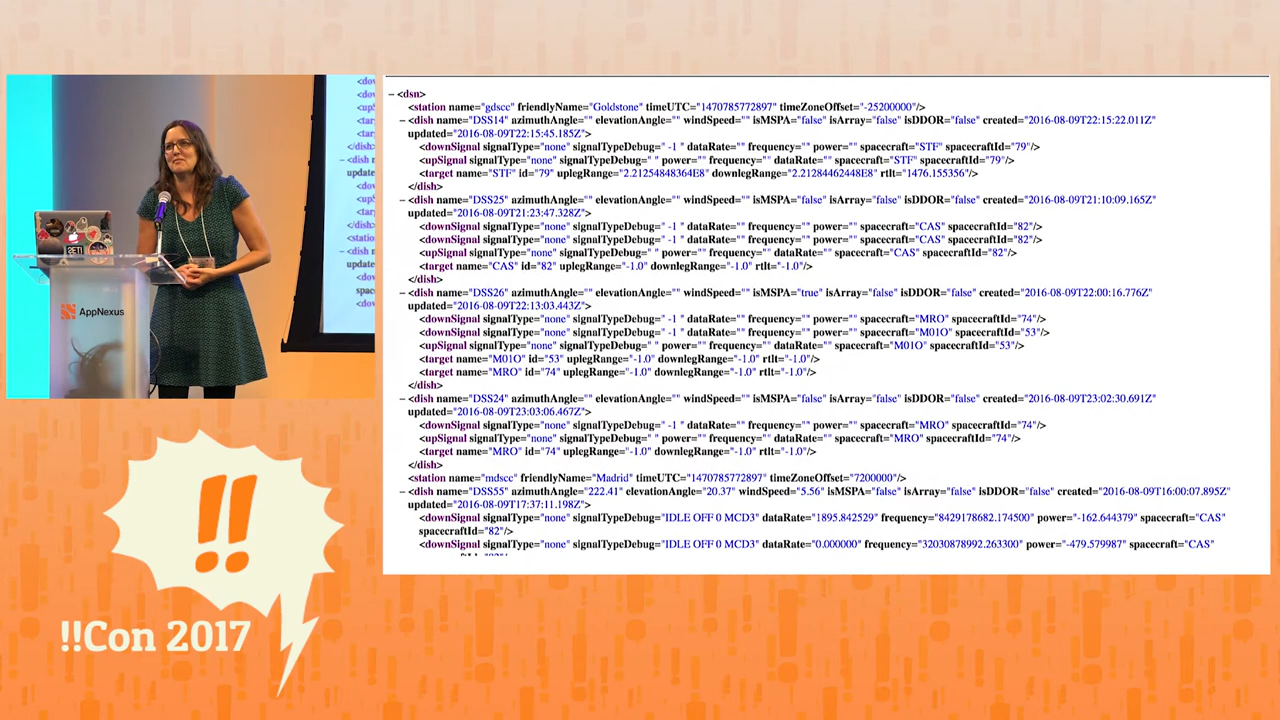 − <dsn>
<station name="gdscc" friendlyName="Goldstone" timeUTC="1470785772897" timeZoneOffset="-25200000"/>
− <dish name="DSS14" azimuthAngle="" elevationAngle="" windSpeed="" isMSPA="false" isArray="false" isDDOR="false" created="2016-08-09T22:15:22.011Z"
updated="2016-08-09T22:15:45.185Z">
<downSignal signalType="none" signalTypeDebug=" -1 " dataRate="" frequency="" power="" spacecraft="STF" spacecraftId="79"/>
<upSignal signalType="none" signalTypeDebug=" " power="" frequency="" dataRate="" spacecraft="STF" spacecraftId="79"/>
<target name="STF" id="79" uplegRange="2.21254848364E8" downlegRange="2.21284462448E8" rtlt="1476.155356"/>
</dish>
− <dish name="DSS25" azimuthAngle="" elevationAngle="" windSpeed="" isMSPA="false" isArray="false" isDDOR="false" created="2016-08-09T21:10:09.165Z"
updated="2016-08-09T21:23:47.328Z">
<downSignal signalType="none" signalTypeDebug=" -1 " dataRate="" frequency="" power="" spacecraft="CAS" spacecraftId="82"/>
<downSignal signalType="none" signalTypeDebug=" -1 " dataRate="" frequency="" power="" spacecraft="CAS" spacecraftId="82"/>
<upSignal signalType="none" signalTypeDebug=" " power="" frequency="" dataRate="" spacecraft="CAS" spacecraftId="82"/>
<target name="CAS" id="82" uplegRange="-1.0" downlegRange="-1.0" rtlt="-1.0"/>
</dish>
− <dish name="DSS26" azimuthAngle="" elevationAngle="" windSpeed="" isMSPA="true" isArray="false" isDDOR="false" created="2016-08-09T22:00:16.776Z"
updated="2016-08-09T22:13:03.443Z">
<downSignal signalType="none" signalTypeDebug=" -1 " dataRate="" frequency="" power="" spacecraft="MRO" spacecraftId="74"/>
<downSignal signalType="none" signalTypeDebug=" -1 " dataRate="" frequency="" power="" spacecraft="M01O" spacecraftId="53"/>
<upSignal signalType="none" signalTypeDebug=" " power="" frequency="" dataRate="" spacecraft="M01O" spacecraftId="53"/>
<target name="M01O" id="53" uplegRange="-1.0" downlegRange="-1.0" rtlt="-1.0"/>
<target name="MRO" id="74" uplegRange="-1.0" downlegRange="-1.0" rtlt="-1.0"/>
</dish>
− <dish name="DSS24" azimuthAngle="" elevationAngle="" windSpeed="" isMSPA="false" isArray="false" isDDOR="false" created="2016-08-09T23:02:30.691Z"
updated="2016-08-09T23:03:06.467Z">
<downSignal signalType="none" signalTypeDebug=" -1 " dataRate="" frequency="" power="" spacecraft="MRO" spacecraftId="74"/>
<upSignal signalType="none" signalTypeDebug=" " power="" frequency="" dataRate="" spacecraft="MRO" spacecraftId="74"/>
<target name="MRO" id="74" uplegRange="-1.0" downlegRange="-1.0" rtlt="-1.0"/>
</dish>
<station name="mdscc" friendlyName="Madrid" timeUTC="1470785772897" timeZoneOffset="7200000"/>
− <dish name="DSS55" azimuthAngle="222.41" elevationAngle="20.37" windSpeed="5.56" isMSPA="false" isArray="false" isDDOR="false" created="2016-08-09T16:00:07.895Z"
updated="2016-08-09T17:37:11.198Z">
<downSignal signalType="none" signalTypeDebug="IDLE OFF 0 MCD3" dataRate="1895.842529" frequency="8429178682.174500" power="-162.644379" spacecraft="CAS"
spacecraftId="82"/>
<downSignal signalType="none" signalTypeDebug="IDLE OFF 0 MCD3" dataRate="0.000000" frequency="32030878992.263300" power="-479.579987" spacecraft="CAS"
AppNexus
!!
!!Con 2017